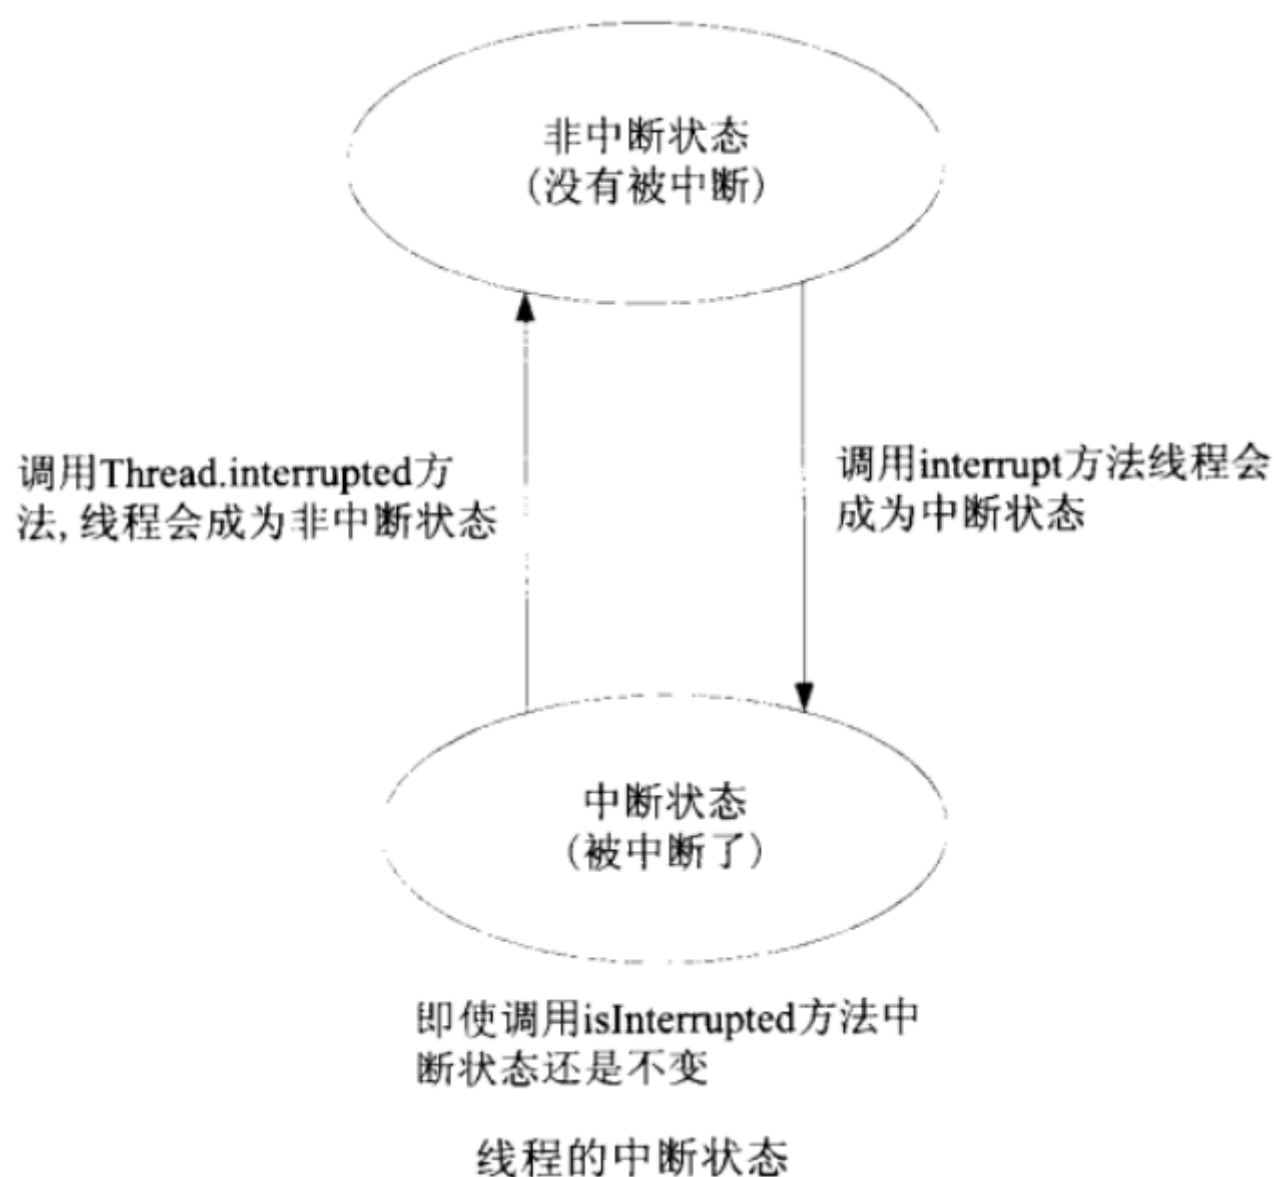 非中断状态
(没有被中断)
调用Thread.interrupted方
法, 线程会成为非中断状态
调用interrupt方法线程会
成为中断状态
中断状态
(被中断了)
即使调用isInterrupted方法中
断状态还是不变
线程的中断状态